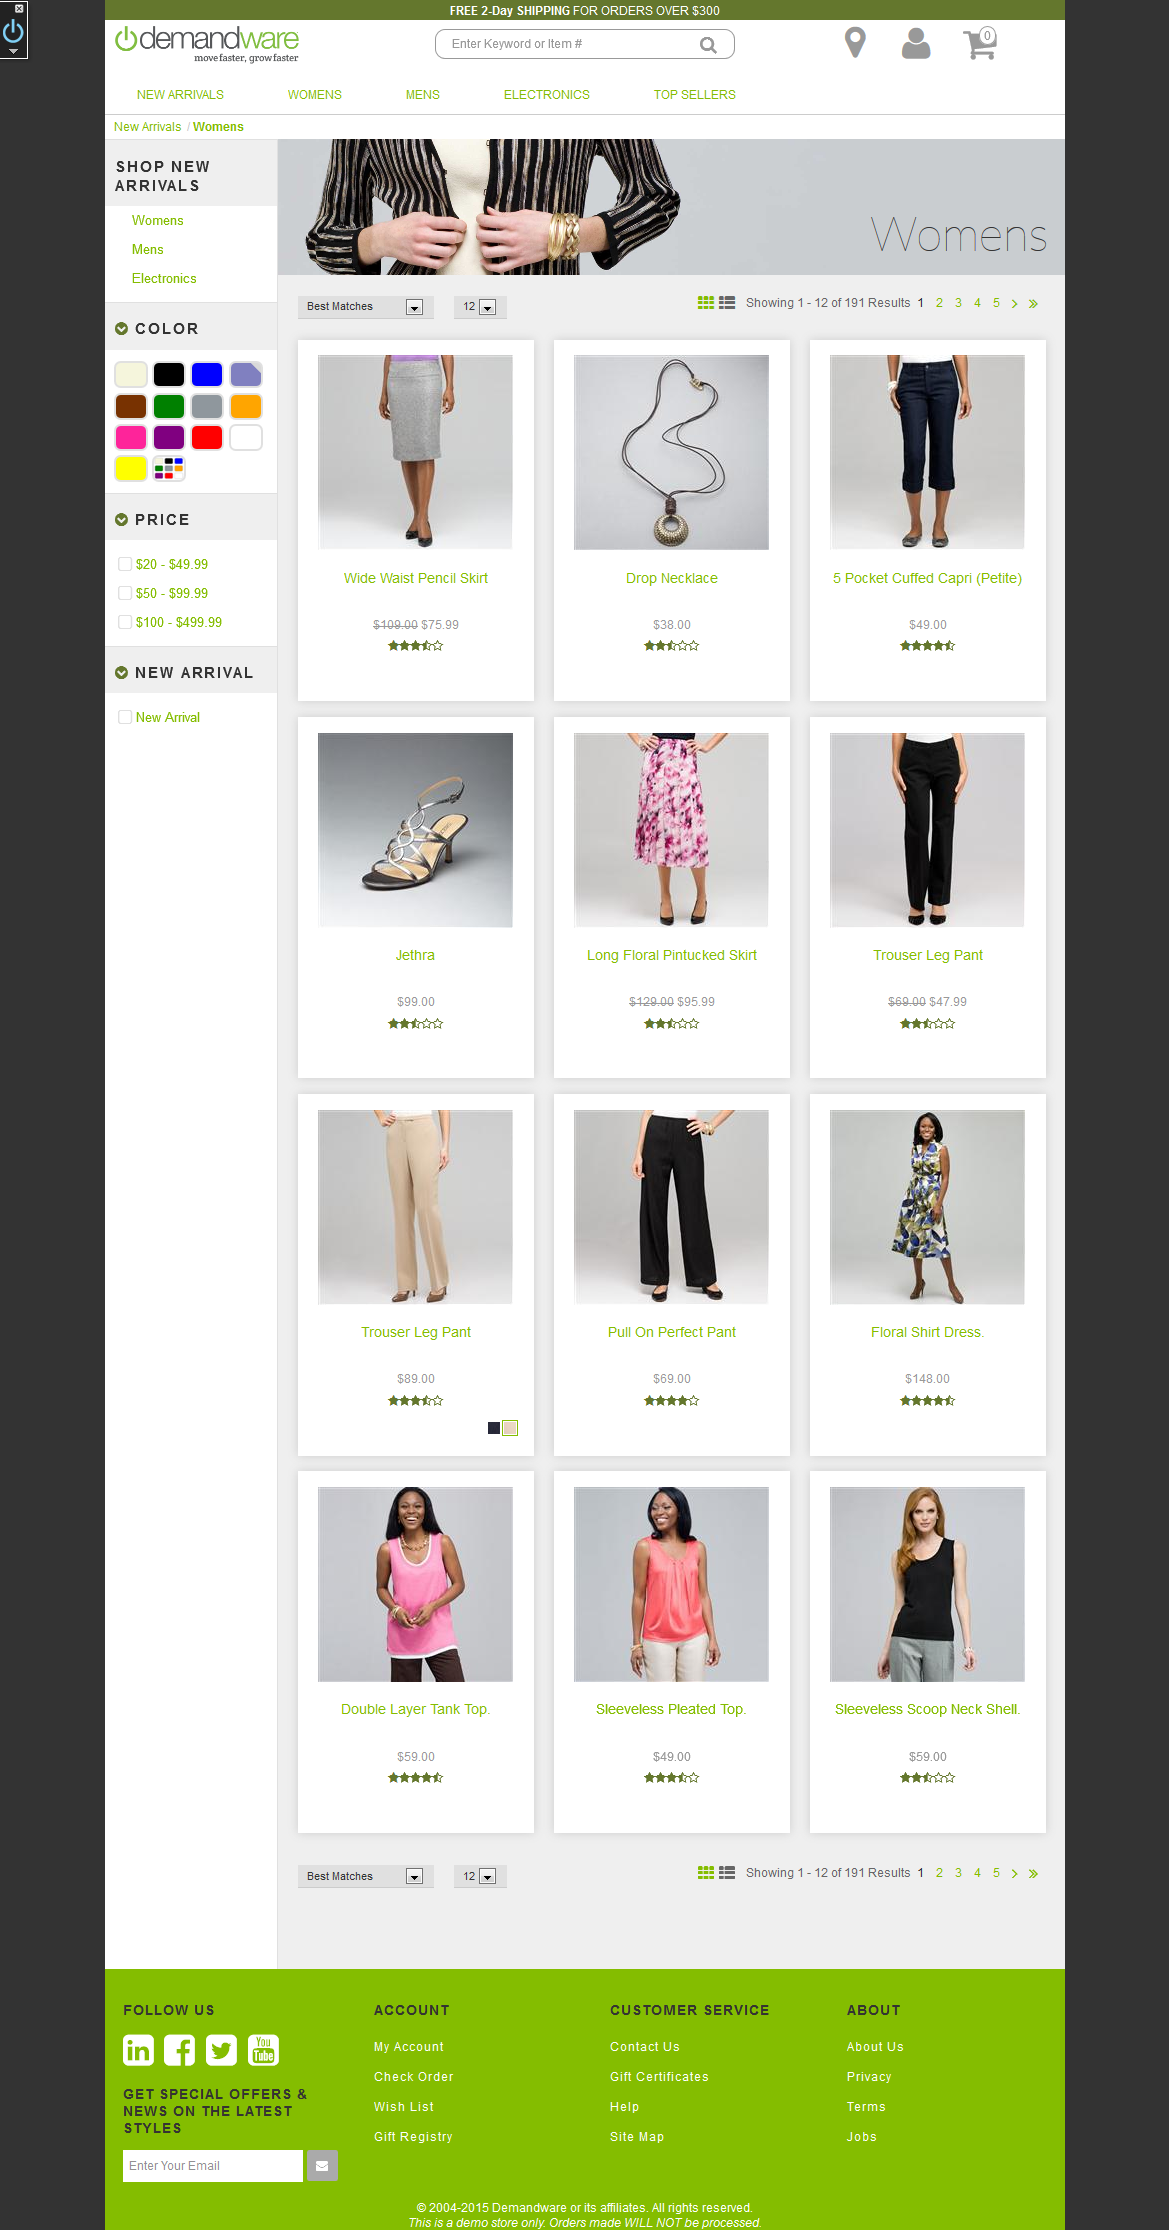 FREE 2-Day SHIPPING FOR ORDERS OVER $300
demandware
move faster, grow faster
Enter Keyword or Item #
0
NEW ARRIVALS WOMENS MENS ELECTRONICS TOP SELLERS
New Arrivals / Womens
SHOP NEW
ARRIVALS
Womens
Mens
Electronics
COLOR
PRICE
$20 - $49.99
$50 - $99.99
$100 - $499.99
NEW ARRIVAL
New Arrival
Womens
Best Matches 12 Showing 1 - 12 of 191 Results 1 2 3 4 5 > »
Wide Waist Pencil Skirt
$109.00 $75.99
Drop Necklace
$38.00
5 Pocket Cuffed Capri (Petite)
$49.00
Jethra
$99.00
Long Floral Pintucked Skirt
$129.00 $95.99
Trouser Leg Pant
$69.00 $47.99
Trouser Leg Pant
$89.00
Pull On Perfect Pant
$69.00
Floral Shirt Dress.
$148.00
Double Layer Tank Top.
$59.00
Sleeveless Pleated Top.
$49.00
Sleeveless Scoop Neck Shell.
$59.00
Best Matches 12 Showing 1 - 12 of 191 Results 1 2 3 4 5 > »
FOLLOW US
in f You Tube
GET SPECIAL OFFERS &
NEWS ON THE LATEST
STYLES
Enter Your Email
ACCOUNT
My Account
Check Order
Wish List
Gift Registry
CUSTOMER SERVICE
Contact Us
Gift Certificates
Help
Site Map
ABOUT
About Us
Privacy
Terms
Jobs
© 2004-2015 Demandware or its affiliates. All rights reserved.
This is a demo store only. Orders made WILL NOT be processed.